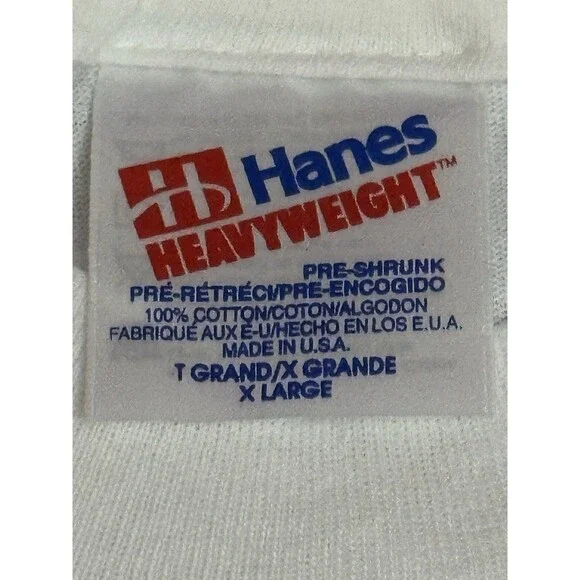 H Hanes
HEAVYWEIGHT™
PRE-SHRUNK
PRÉ-RÉTRÉCI/PRE-ENCOGIDO
100% COTTON/COTON/ALGODON
FABRIQUÉ AUX É-U/HECHO EN LOS E.U.A.
MADE IN U.S.A.
T GRAND/X GRANDE
X LARGE